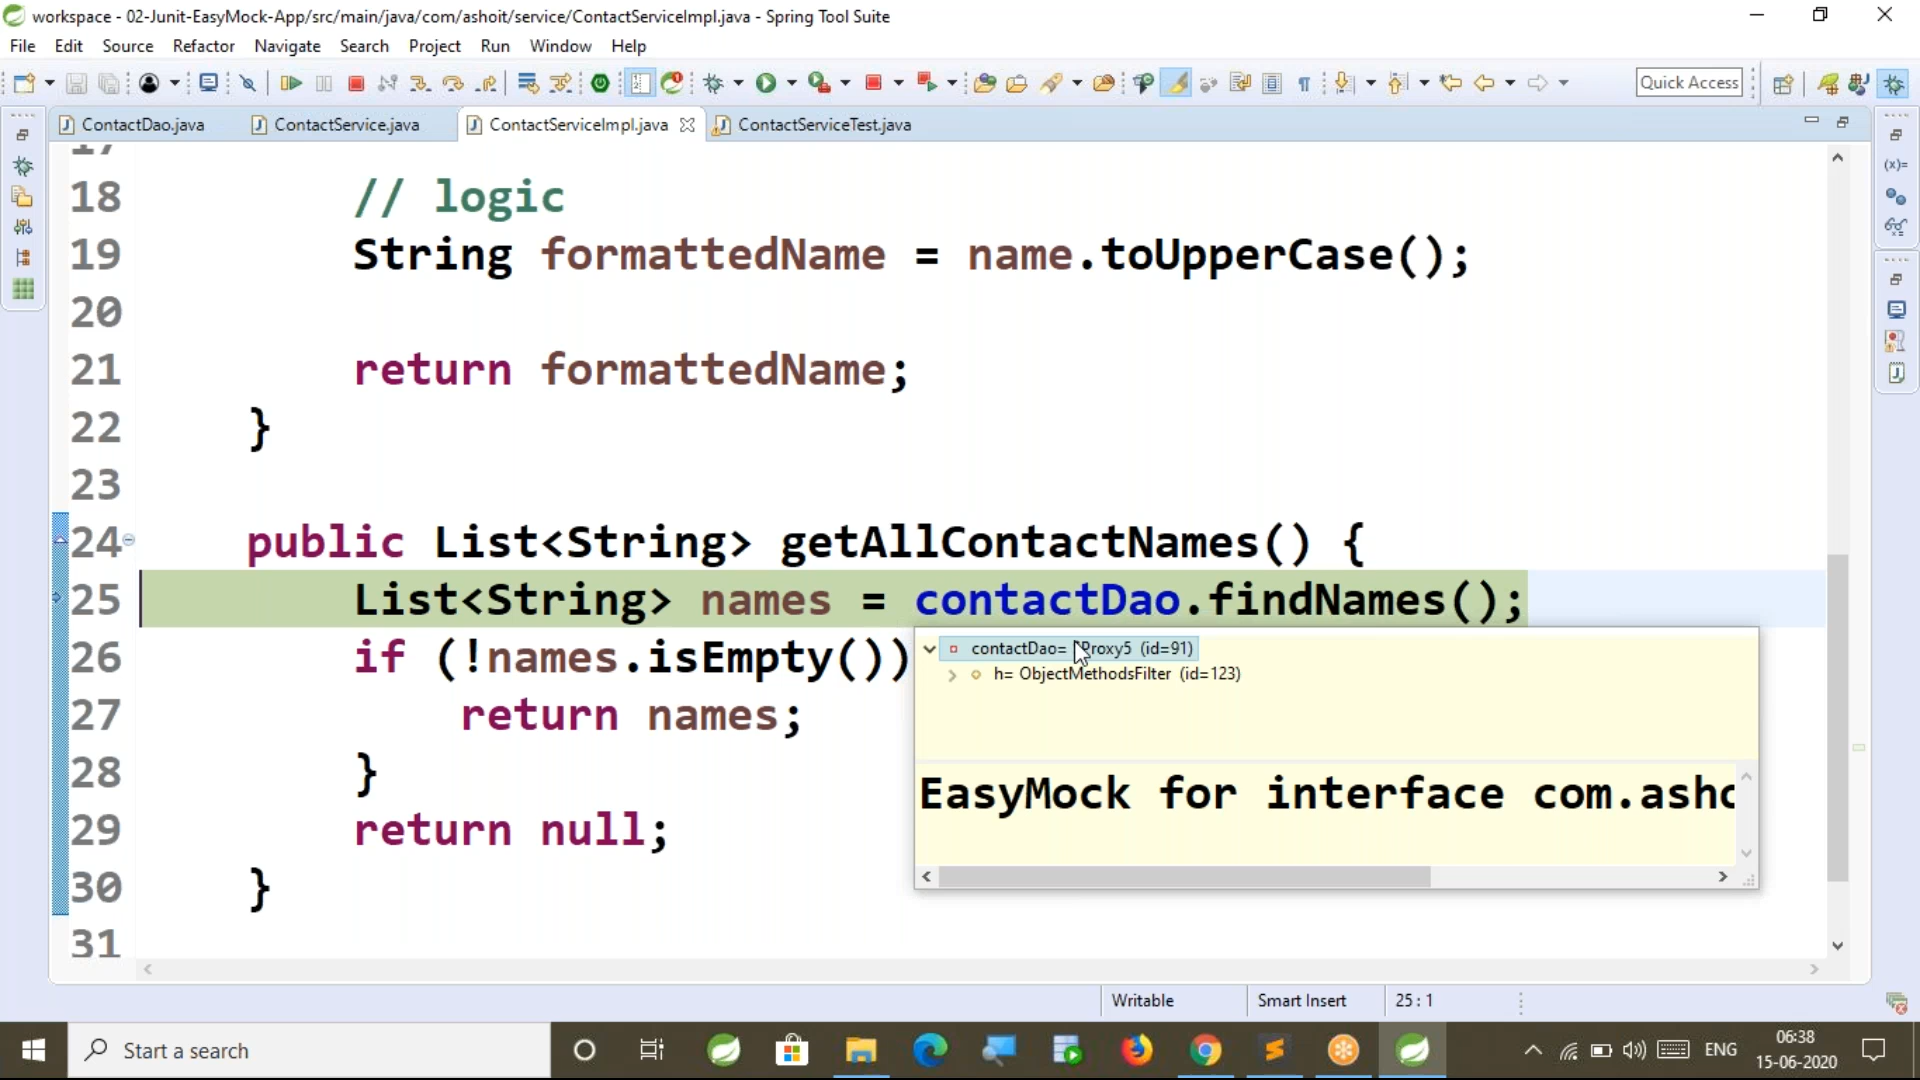 workspace - 02-Junit-EasyMock-App/src/main/java/com/ashoit/service/ContactServiceImpl.java - Spring Tool Suite
File Edit Source Refactor Navigate Search Project Run Window Help
Quick Access
ContactDao.java ContactService.java ContactServiceImpl.java ContactServiceTest.java
17
18 // logic
19 String formattedName = name.toUpperCase();
20
21 return formattedName;
22 }
23
24 public List<String> getAllContactNames() {
25 List<String> names = contactDao.findNames();
26 if (!names.isEmpty())
contactDao= $Proxy5 (id=91)
h= ObjectMethodsFilter (id=123)
27 return names;
28 }
EasyMock for interface com.asho
29 return null;
30 }
31
Writable Smart Insert 25 : 1
Start a search
ENG
06:38
15-06-2020